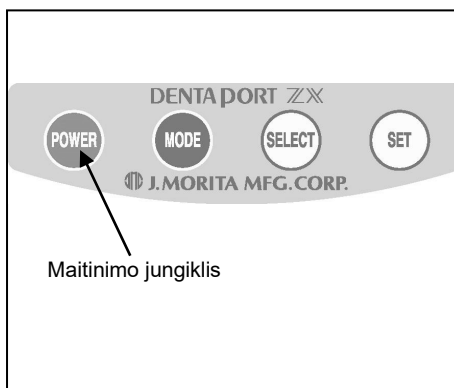 DENTAPORT ZX
POWER MODE SELECT SET
J.MORITA MFG.CORP.
Maitinimo jungiklis